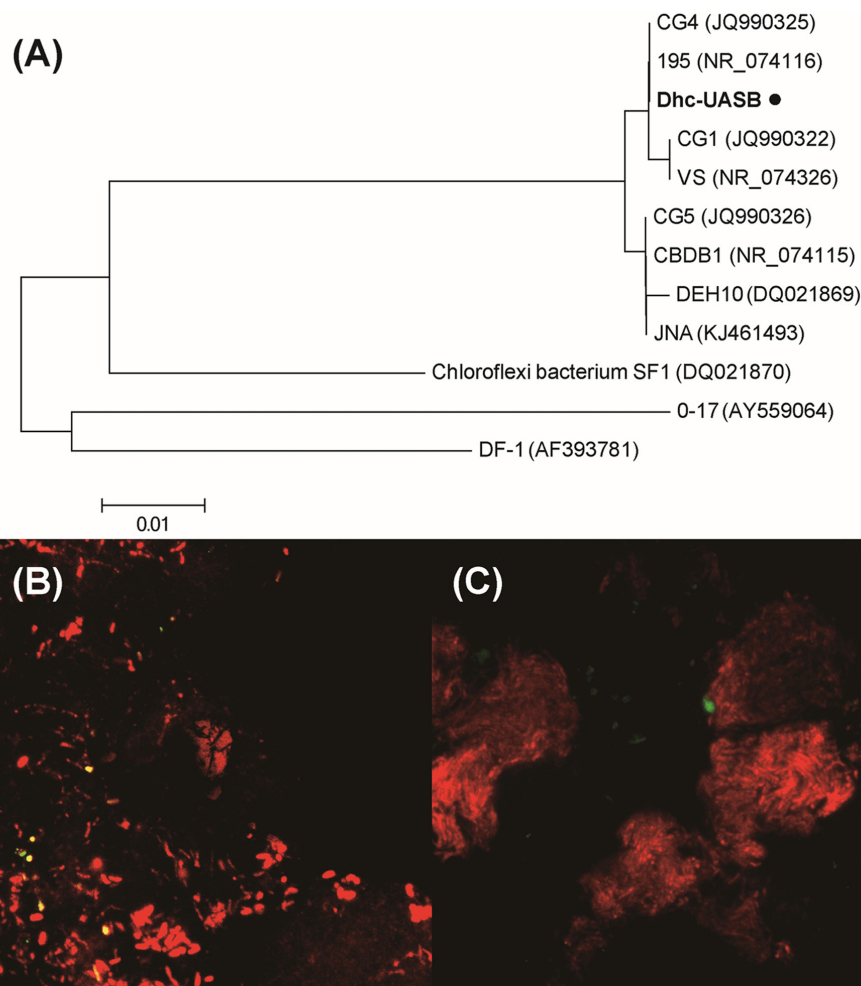 (A)
CG4 (JQ990325)
195 (NR_074116)
Dhc-UASB ●
CG1 (JQ990322)
VS (NR_074326)
CG5 (JQ990326)
CBDB1 (NR_074115)
DEH10 (DQ021869)
JNA (KJ461493)
Chloroflexi bacterium SF1 (DQ021870)
0-17 (AY559064)
DF-1 (AF393781)
0.01
(B)
(C)